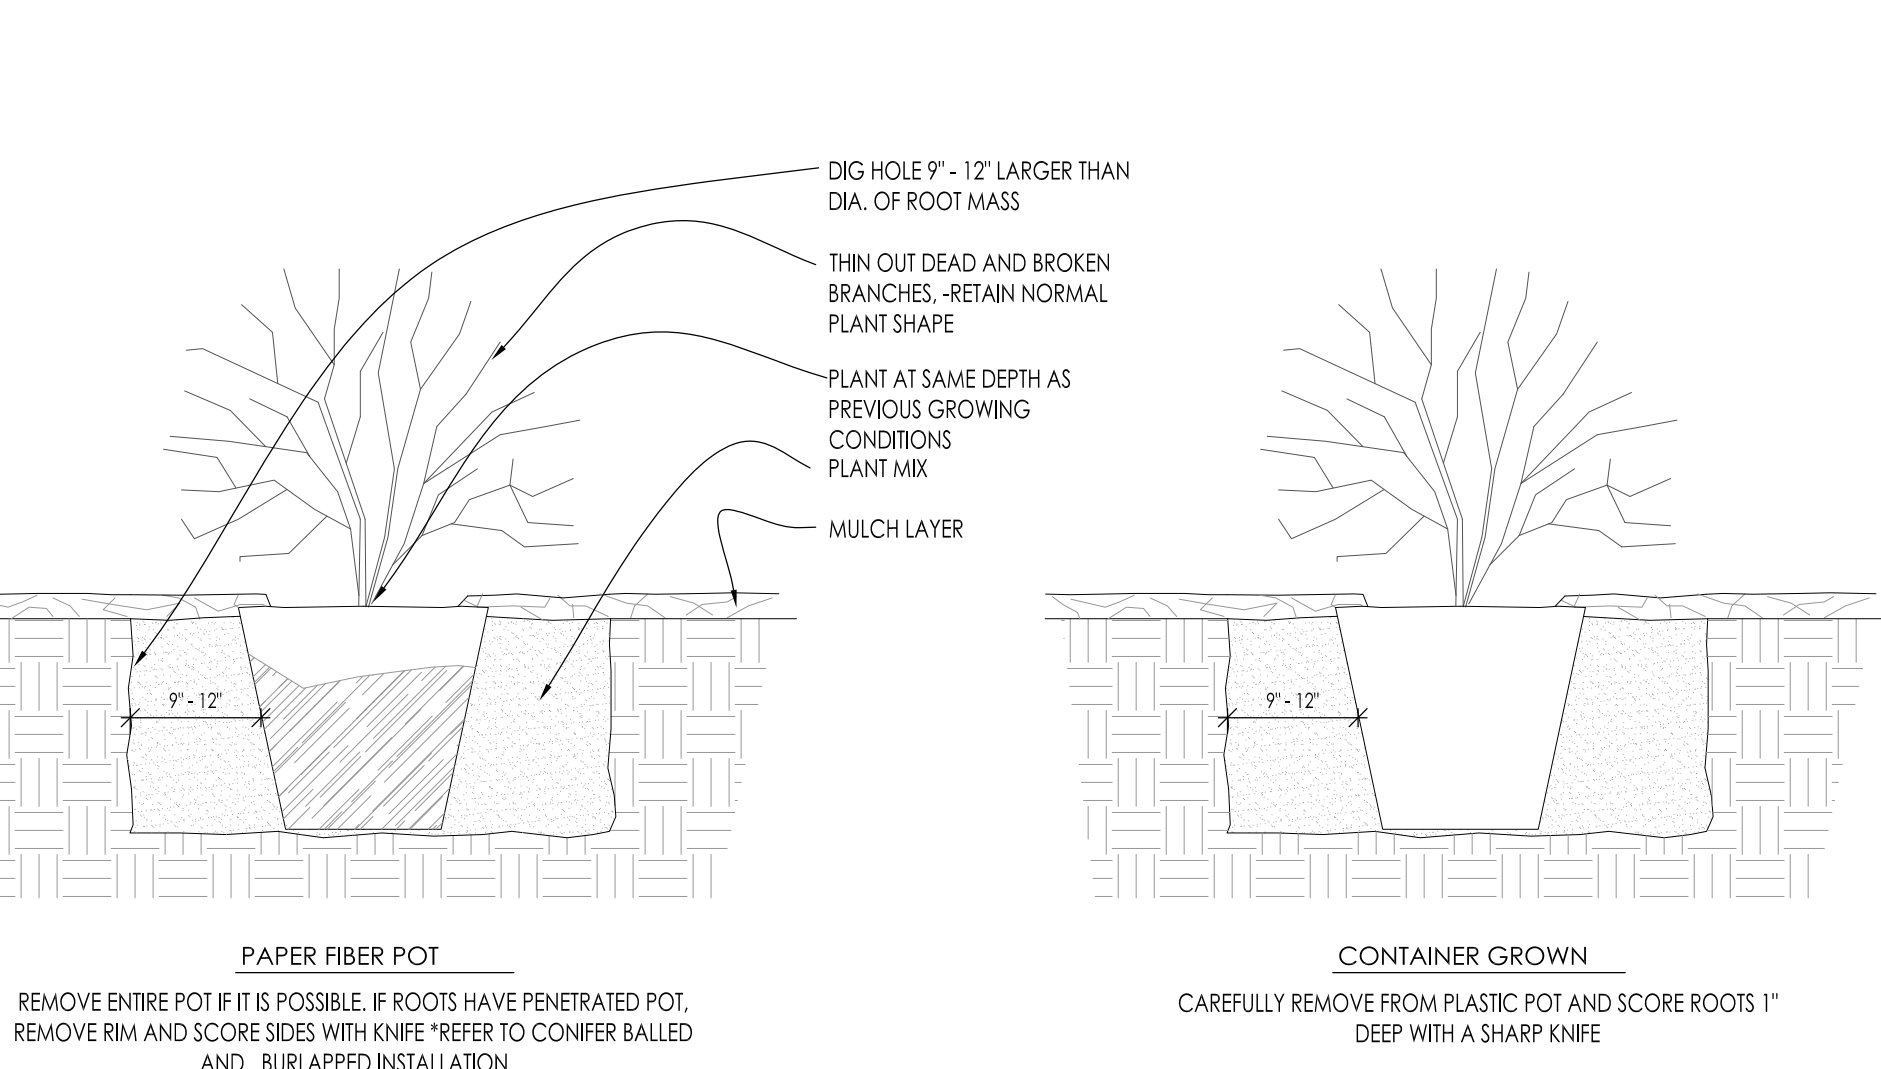 DIG HOLE 9" - 12" LARGER THAN
DIA. OF ROOT MASS
THIN OUT DEAD AND BROKEN
BRANCHES, -RETAIN NORMAL
PLANT SHAPE
PLANT AT SAME DEPTH AS
PREVIOUS GROWING
CONDITIONS
PLANT MIX
MULCH LAYER
9" - 12"
9" - 12"
PAPER FIBER POT
REMOVE ENTIRE POT IF IT IS POSSIBLE. IF ROOTS HAVE PENETRATED POT,
REMOVE RIM AND SCORE SIDES WITH KNIFE *REFER TO CONIFER BALLED
AND BURLAPPED INSTALLATION
CONTAINER GROWN
CAREFULLY REMOVE FROM PLASTIC POT AND SCORE ROOTS 1"
DEEP WITH A SHARP KNIFE